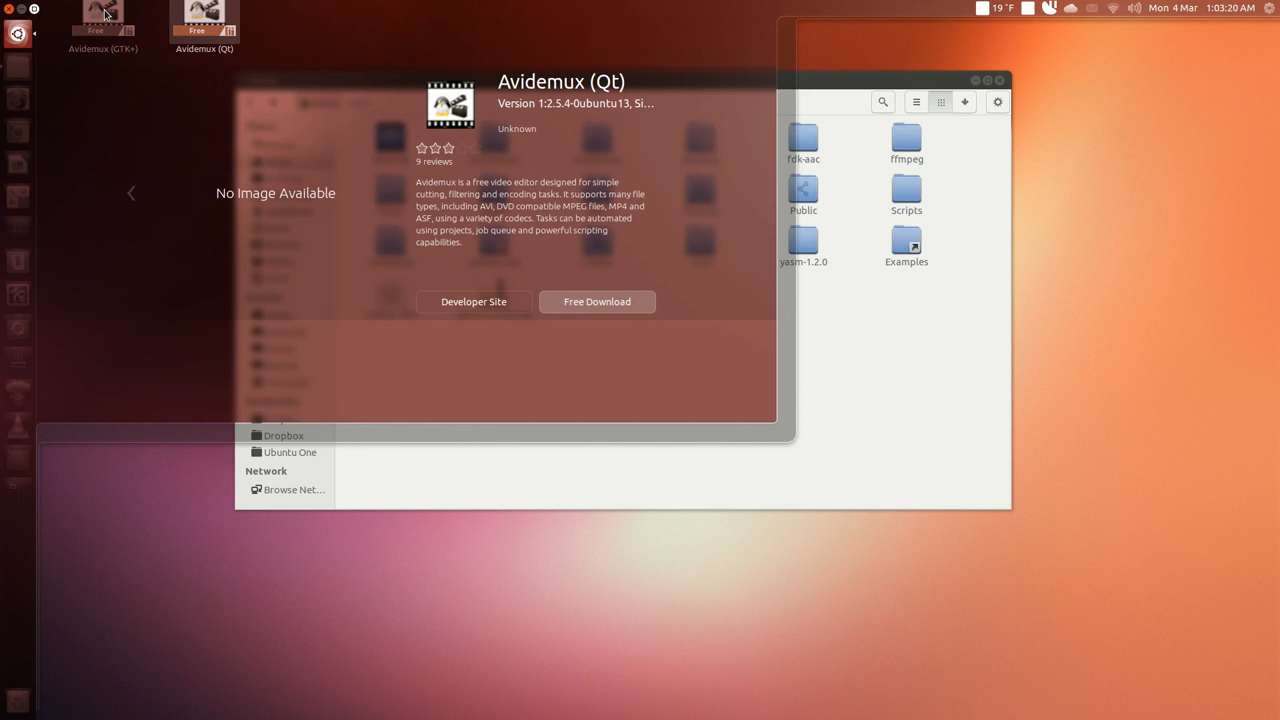 19 °F
Mon 4 Mar
1:03:20 AM
Free
Free
Avidemux (GTK+)
Avidemux (Qt)
Avidemux (Qt)
Version 1:2.5.4-0ubuntu13, Si...
Unknown
9 reviews
No Image Available
Avidemux is a free video editor designed for simple
cutting, filtering and encoding tasks. It supports many file
types, including AVI, DVD compatible MPEG files, MP4 and
ASF, using a variety of codecs. Tasks can be automated
using projects, job queue and powerful scripting
capabilities.
Developer Site
Free Download
fdk-aac
ffmpeg
Public
Scripts
yasm-1.2.0
Examples
Dropbox
Ubuntu One
Network
Browse Net...